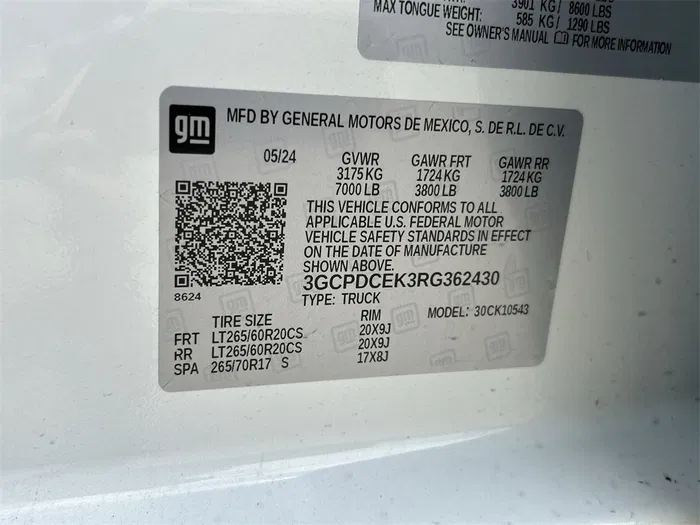 3901 KG/ 8600 LBS
MAX TONGUE WEIGHT: 585 KG/ 1290 LBS
SEE OWNER'S MANUAL FOR MORE INFORMATION
gm
MFD BY GENERAL MOTORS DE MEXICO, S. DE R.L. DE C.V.
05/24 GVWR GAWR FRT GAWR RR
3175 KG 1724 KG 1724 KG
7000 LB 3800 LB 3800 LB
THIS VEHICLE CONFORMS TO ALL
APPLICABLE U.S. FEDERAL MOTOR
VEHICLE SAFETY STANDARDS IN EFFECT
ON THE DATE OF MANUFACTURE
SHOWN ABOVE.
3GCPDCEK3RG362430
8624
TYPE: TRUCK MODEL: 30CK10543
TIRE SIZE RIM
FRT LT265/60R20CS 20X9J
RR LT265/60R20CS 20X9J
SPA 265/70R17 S 17X8J